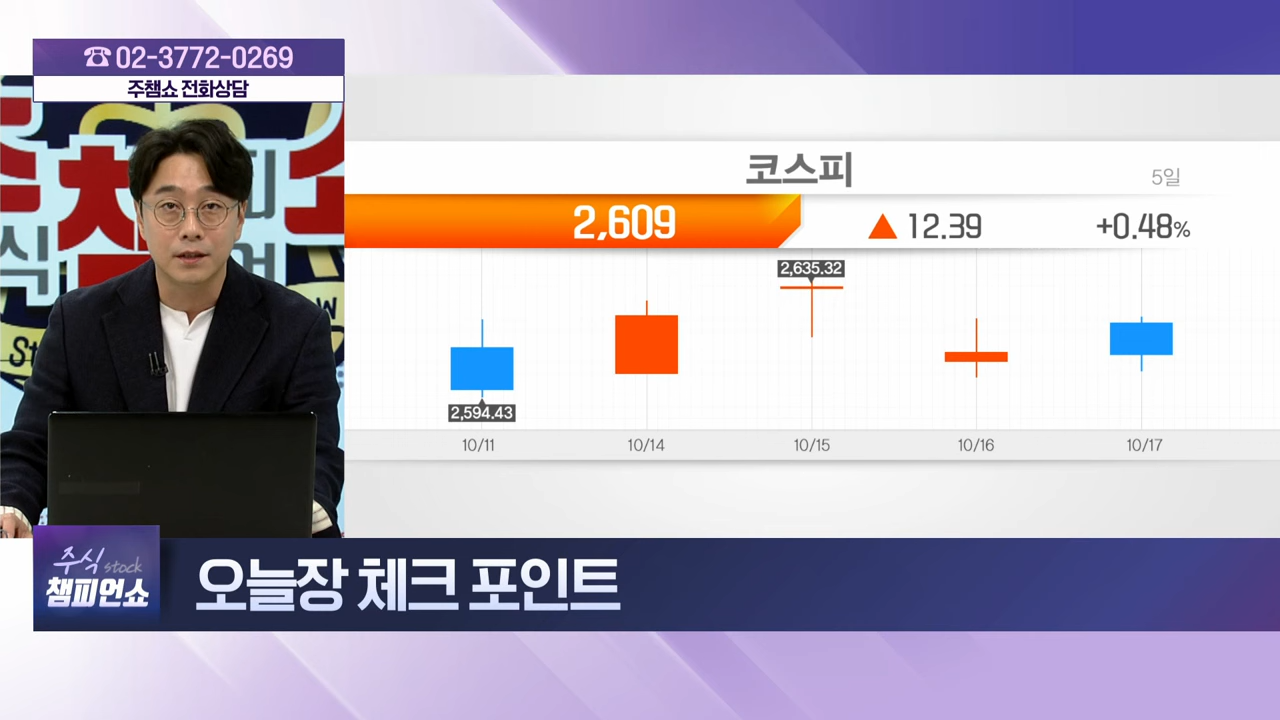 ☎02-3772-0269
주챔쇼 전화상담
코스피
5일
2,609 ▲ 12.39 +0.48%
2,635.32
2,594.43
10/11 10/14 10/15 10/16 10/17
주식 stock
챔피언쇼
오늘장 체크 포인트